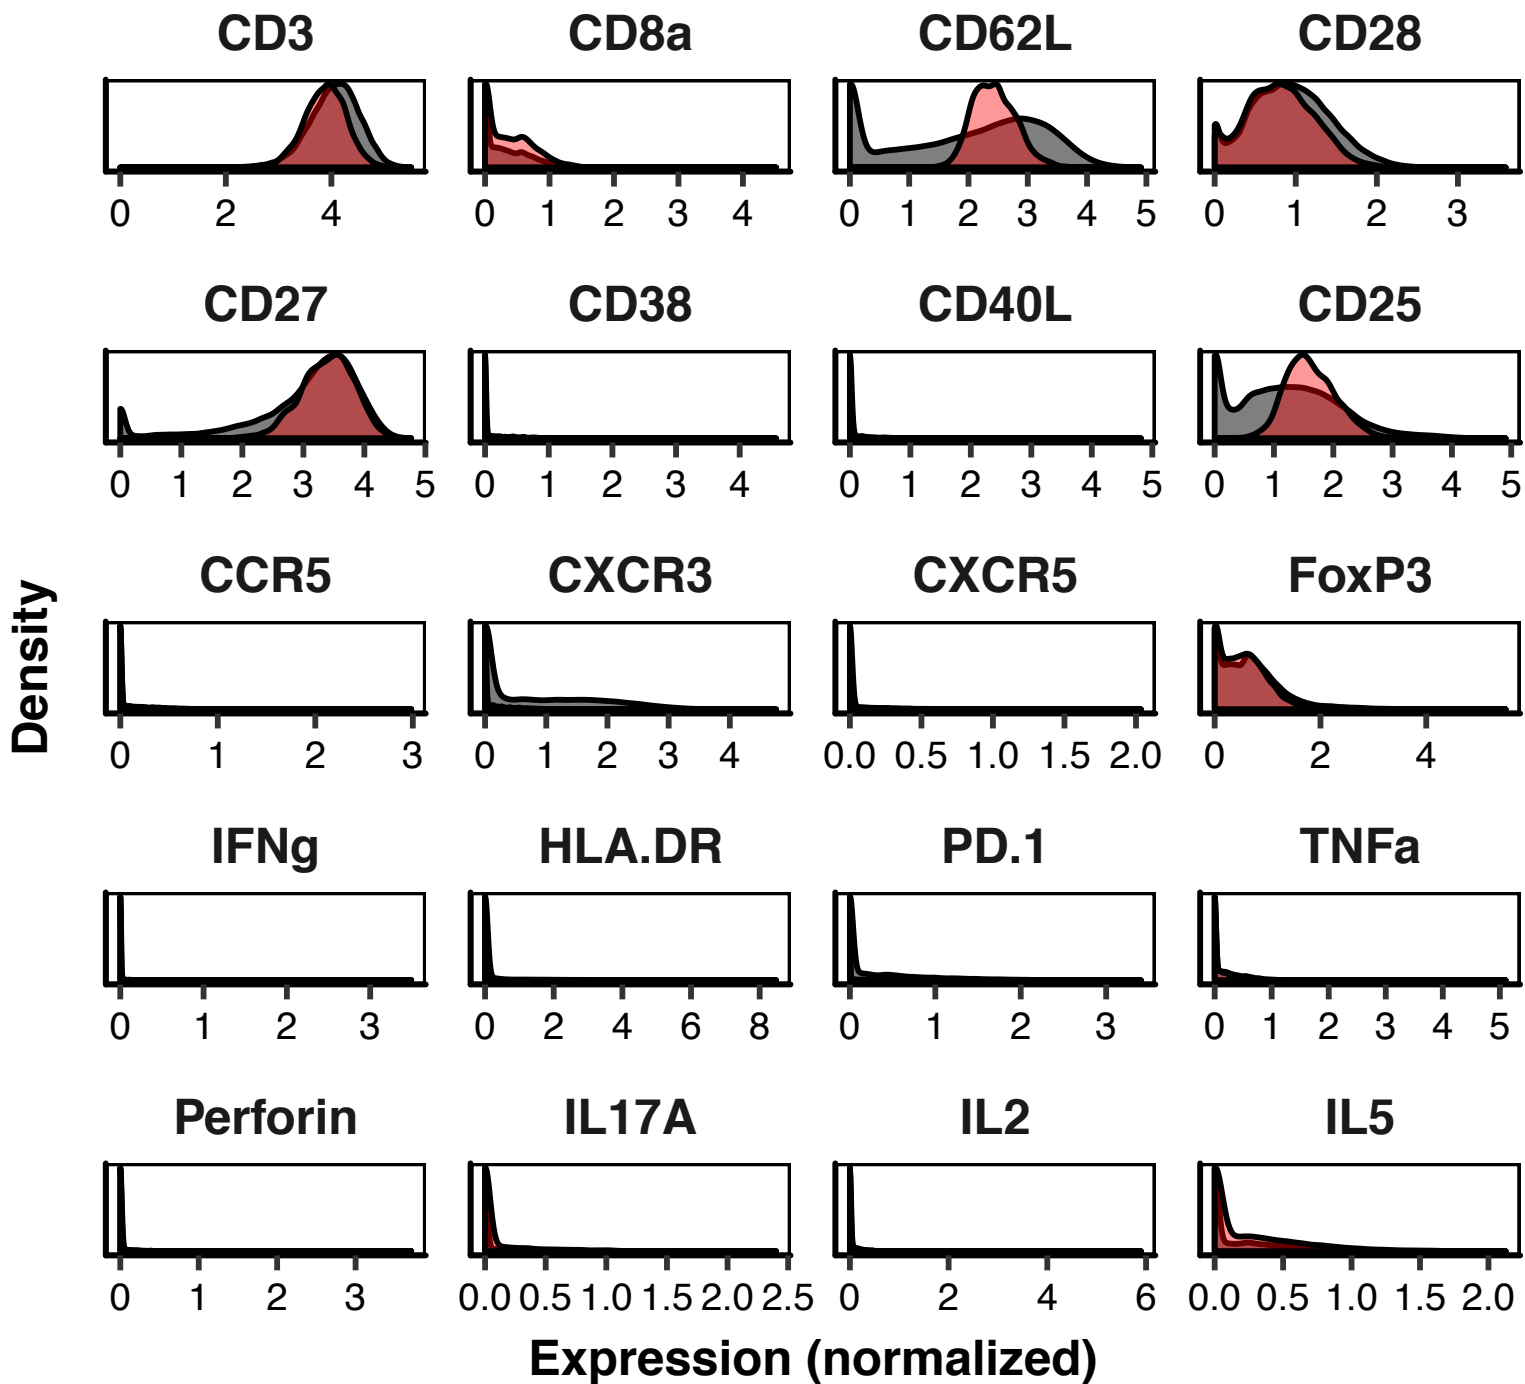 CD3 CD8a CD62L CD28
0 2 4 0 1 2 3 4 0 1 2 3 4 5 0 1 2 3
CD27 CD38 CD40L CD25
0 1 2 3 4 5 0 1 2 3 4 0 1 2 3 4 5 0 1 2 3 4 5
Density
CCR5 CXCR3 CXCR5 FoxP3
0 1 2 3 0 1 2 3 4 0.0 0.5 1.0 1.5 2.0 0 2 4
IFNg HLA.DR PD.1 TNFa
0 1 2 3 0 2 4 6 8 0 1 2 3 0 1 2 3 4 5
Perforin IL17A IL2 IL5
0 1 2 3 0.0 0.5 1.0 1.5 2.0 2.5 0 2 4 6 0.0 0.5 1.0 1.5 2.0
Expression (normalized)